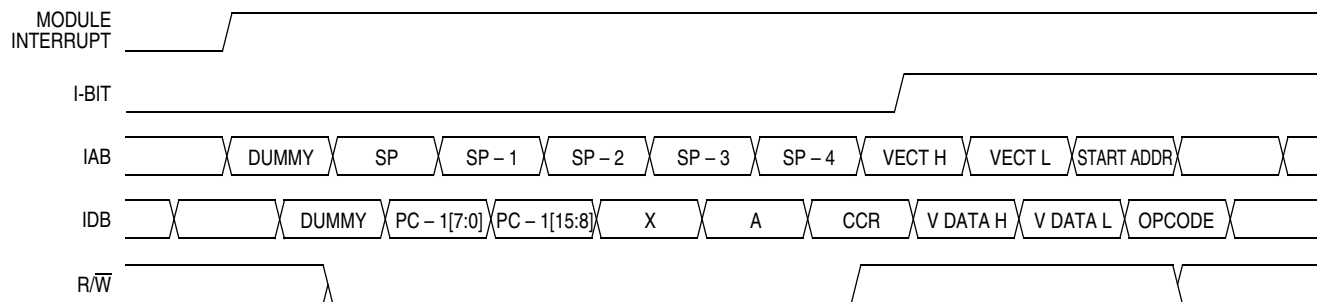 MODULE
INTERRUPT
I-BIT
IAB DUMMY SP SP – 1 SP – 2 SP – 3 SP – 4 VECT H VECT L START ADDR
IDB DUMMY PC – 1[7:0] PC – 1[15:8] X A CCR V DATA H V DATA L OPCODE
R/W̅